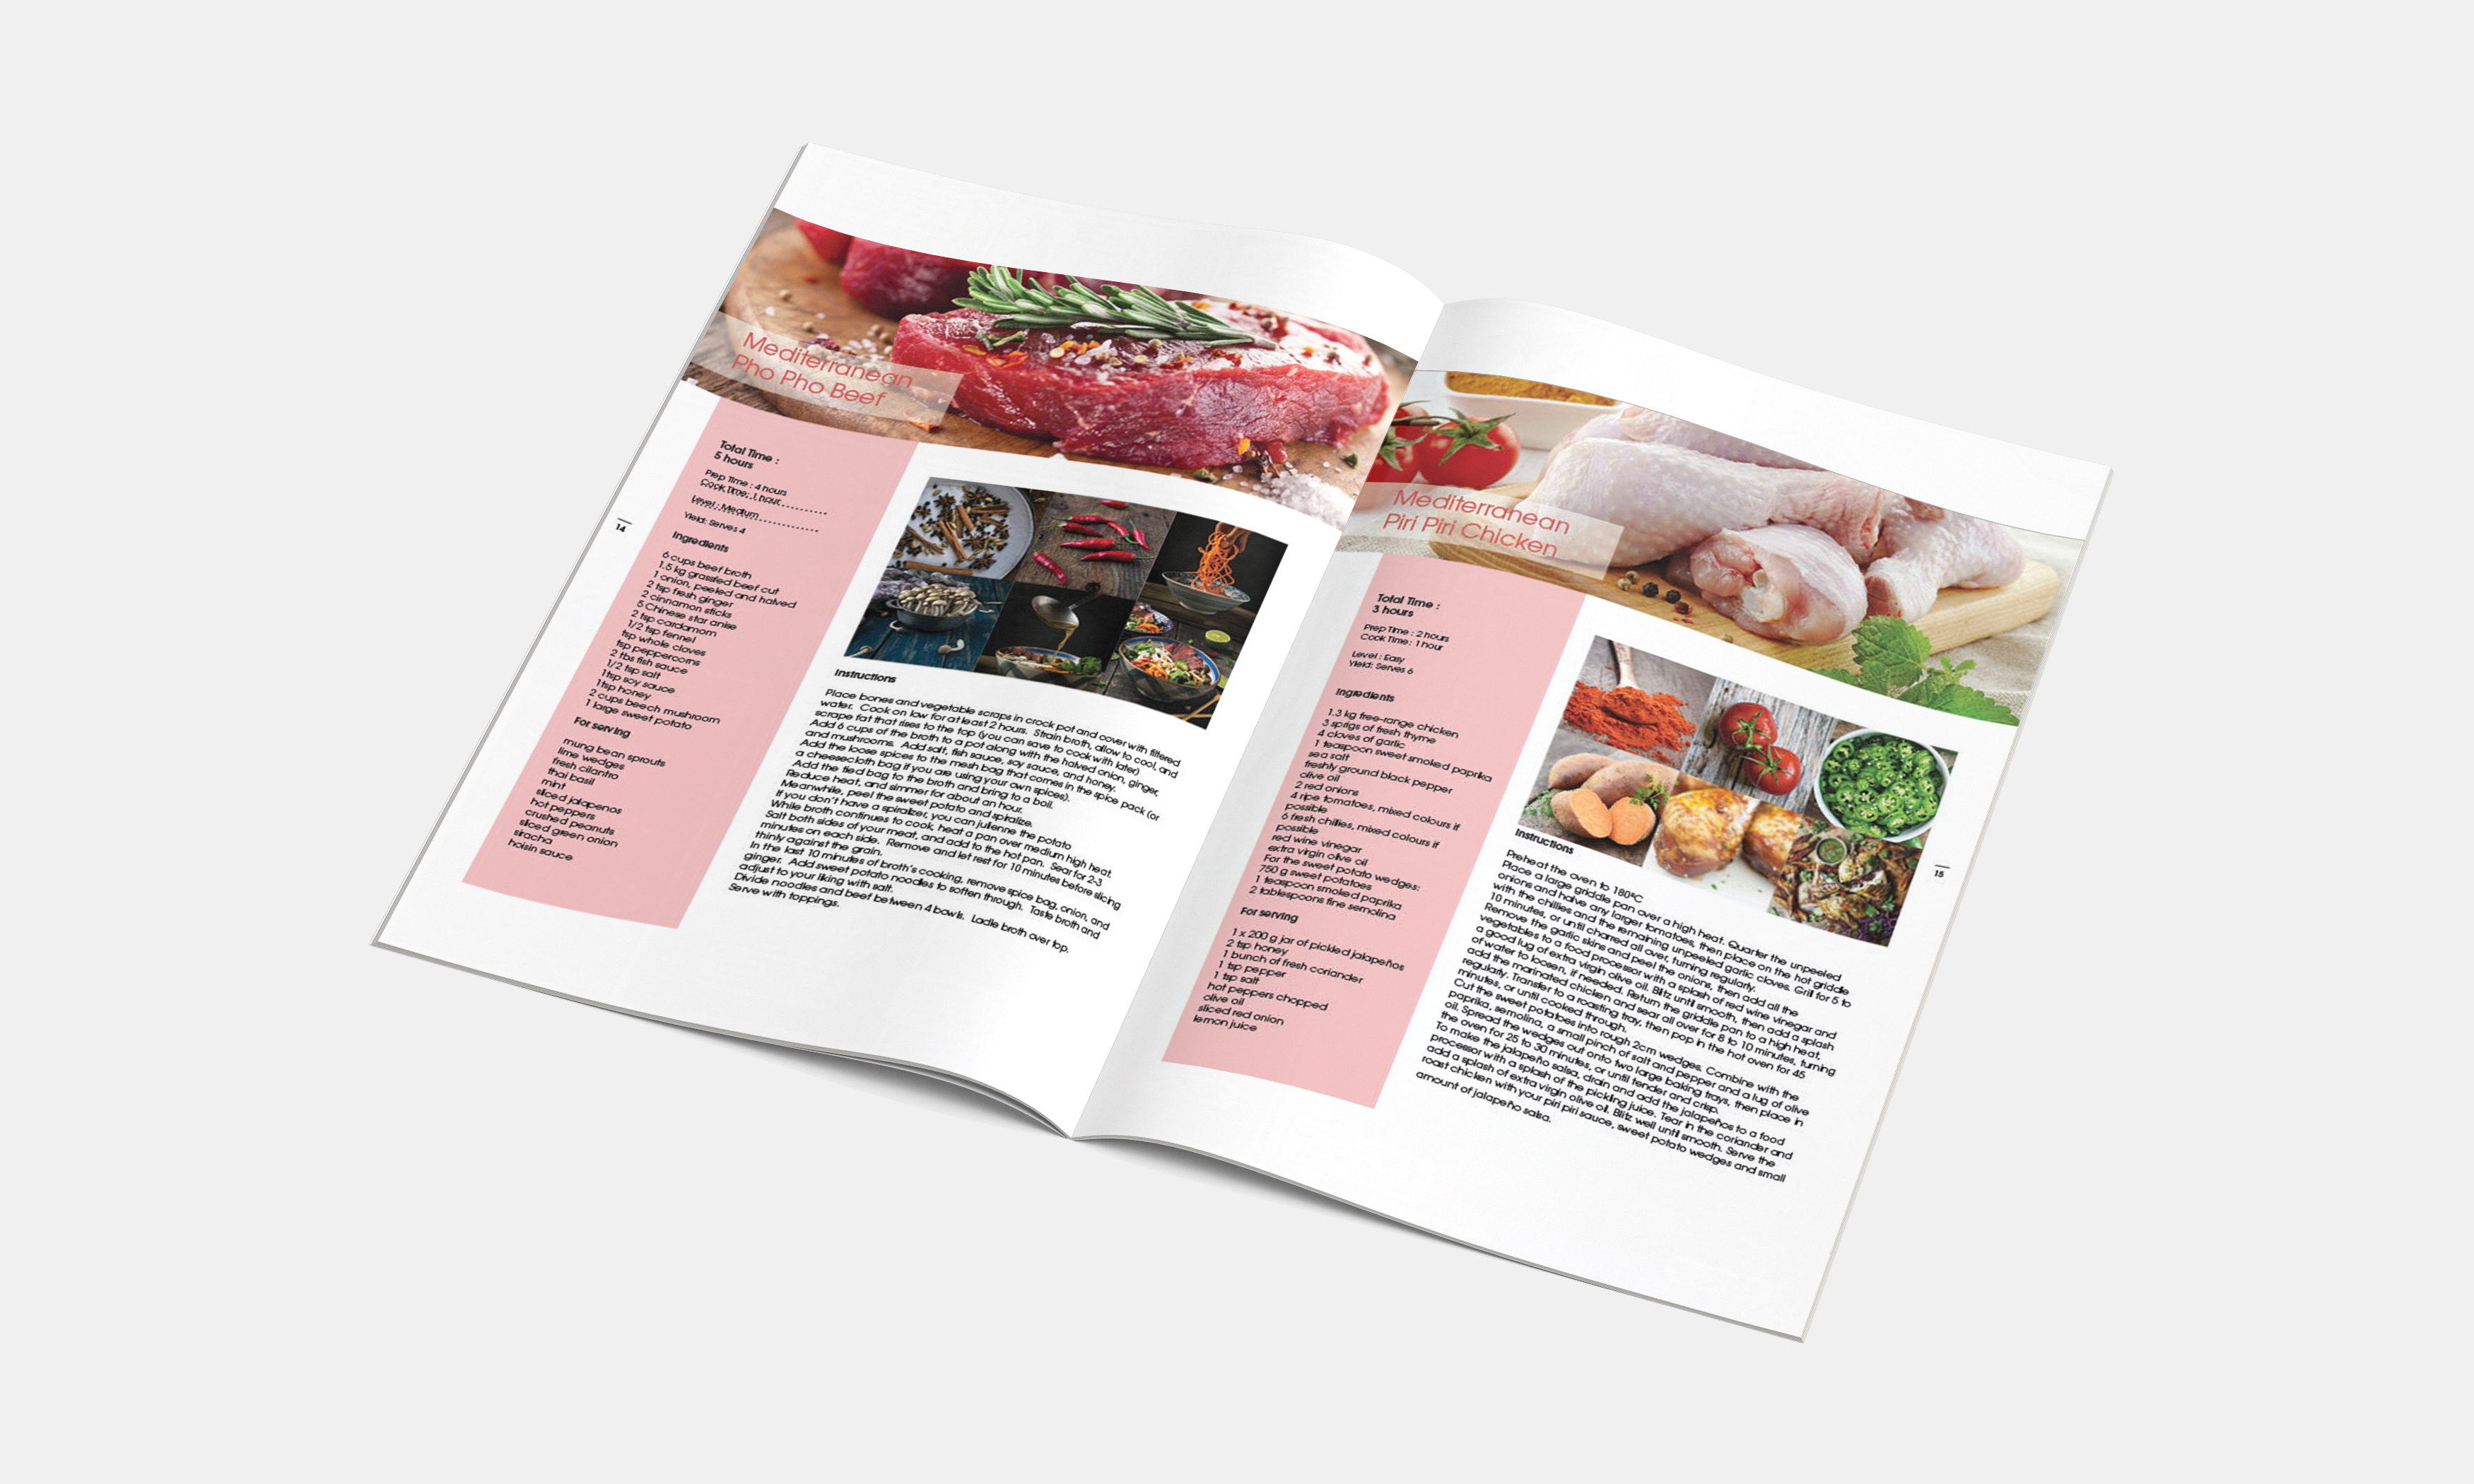 Mediterranean
Pho Pho Beef
Total Time :
5 hours
Prep Time : 4 hours
Cook Time: 1 hour
Level : Medium
Yield: Serves 4
Ingredients
6 cups beef broth
1.5 kg grassfed beef cut
1 onion, peeled and halved
2 tsp fresh ginger
2 cinnamon sticks
5 Chinese star anise
2 tsp cardamom
1/2 tsp fennel
tsp whole cloves
tsp peppercorns
2 tbs fish sauce
1/2 tsp salt
1tsp soy sauce
1tsp honey
2 cups beech mushroom
1 large sweet potato
For serving
mung bean sprouts
lime wedges
fresh cilantro
thai basil
mint
sliced jalapenos
hot peppers
crushed peanuts
sliced green onion
siracha
hoisin sauce
14
Instructions
Place bones and vegetable scraps in crock pot and cover with filtered
water. Cook on low for at least 2 hours. Strain broth, allow to cool, and
scrape fat that rises to the top (you can save to cook with later)
Add 6 cups of the broth to a pot along with the halved onion, ginger,
and mushrooms. Add salt, fish sauce, soy sauce, and honey.
Add the loose spices to the mesh bag that comes in the spice pack (or
a cheesecloth bag if you are using your own spices).
Add the tied bag to the broth and bring to a boil.
Reduce heat, and simmer for about an hour.
Meanwhile, peel the sweet potato and spiralize.
If you don't have a spiralizer, you can julienne the potato
While broth continues to cook, heat a pan over medium high heat.
Salt both sides of your meat, and add to the hot pan. Sear for 2-3
minutes on each side. Remove and let rest for 10 minutes before slicing
thinly against the grain.
In the last 10 minutes of broth's cooking, remove spice bag, onion, and
ginger. Add sweet potato noodles to soften through. Taste broth and
adjust to your liking with salt.
Divide noodles and beef between 4 bowls. Ladle broth over top.
Serve with toppings.
Mediterranean
Piri Piri Chicken
Total Time :
3 hours
Prep Time : 2 hours
Cook Time : 1 hour
Level : Easy
Yield: Serves 6
Ingredients
1.3 kg free-range chicken
3 sprigs of fresh thyme
4 cloves of garlic
1 teaspoon sweet smoked paprika
sea salt
freshly ground black pepper
olive oil
2 red onions
4 ripe tomatoes, mixed colours if
possible
6 fresh chillies, mixed colours if
possible
red wine vinegar
extra virgin olive oil
For the sweet potato wedges:
750 g sweet potatoes
1 teaspoon smoked paprika
2 tablespoons fine semolina
For serving
1 x 200 g jar of pickled jalapeños
2 tsp honey
1 bunch of fresh coriander
1 tsp pepper
1 tsp salt
hot peppers chopped
olive oil
sliced red onion
lemon juice
Instructions
Preheat the oven to 180ºC
Place a large griddle pan over a high heat. Quarter the unpeeled
onions and halve any larger tomatoes, then place on the hot griddle
with the chillies and the remaining unpeeled garlic cloves. Grill for 5 to
10 minutes, or until charred all over, turning regularly.
Remove the garlic skins and peel the onions, then add all the
vegetables to a food processor with a splash of red wine vinegar and
a good lug of extra virgin olive oil. Blitz until smooth, then add a splash
of water to loosen, if needed. Return the griddle pan to a high heat,
add the marinated chicken and sear all over for 8 to 10 minutes, turning
regularly. Transfer to a roasting tray, then pop in the hot oven for 45
minutes, or until cooked through.
Cut the sweet potatoes into rough 2cm wedges. Combine with the
paprika, semolina, a small pinch of salt and pepper and a lug of olive
oil. Spread the wedges out onto two large baking trays, then place in
the oven for 25 to 30 minutes, or until tender and crisp.
To make the jalapeño salsa, drain and add the jalapeños to a food
processor with a splash of the pickling juice. Tear in the coriander and
add a splash of extra virgin olive oil. Blitz well until smooth. Serve the
roast chicken with your piri piri sauce, sweet potato wedges and small
amount of jalapeño salsa.
15